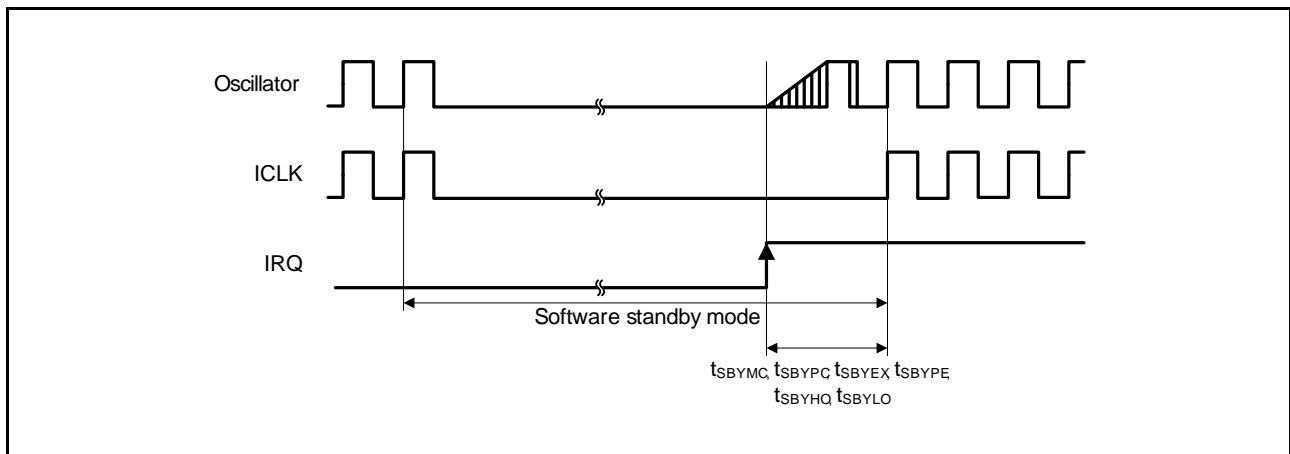 Oscillator
ICLK
IRQ
Software standby mode
tSBYMC, tSBYPC, tSBYEX, tSBYPE,
tSBYHO, tSBYLO